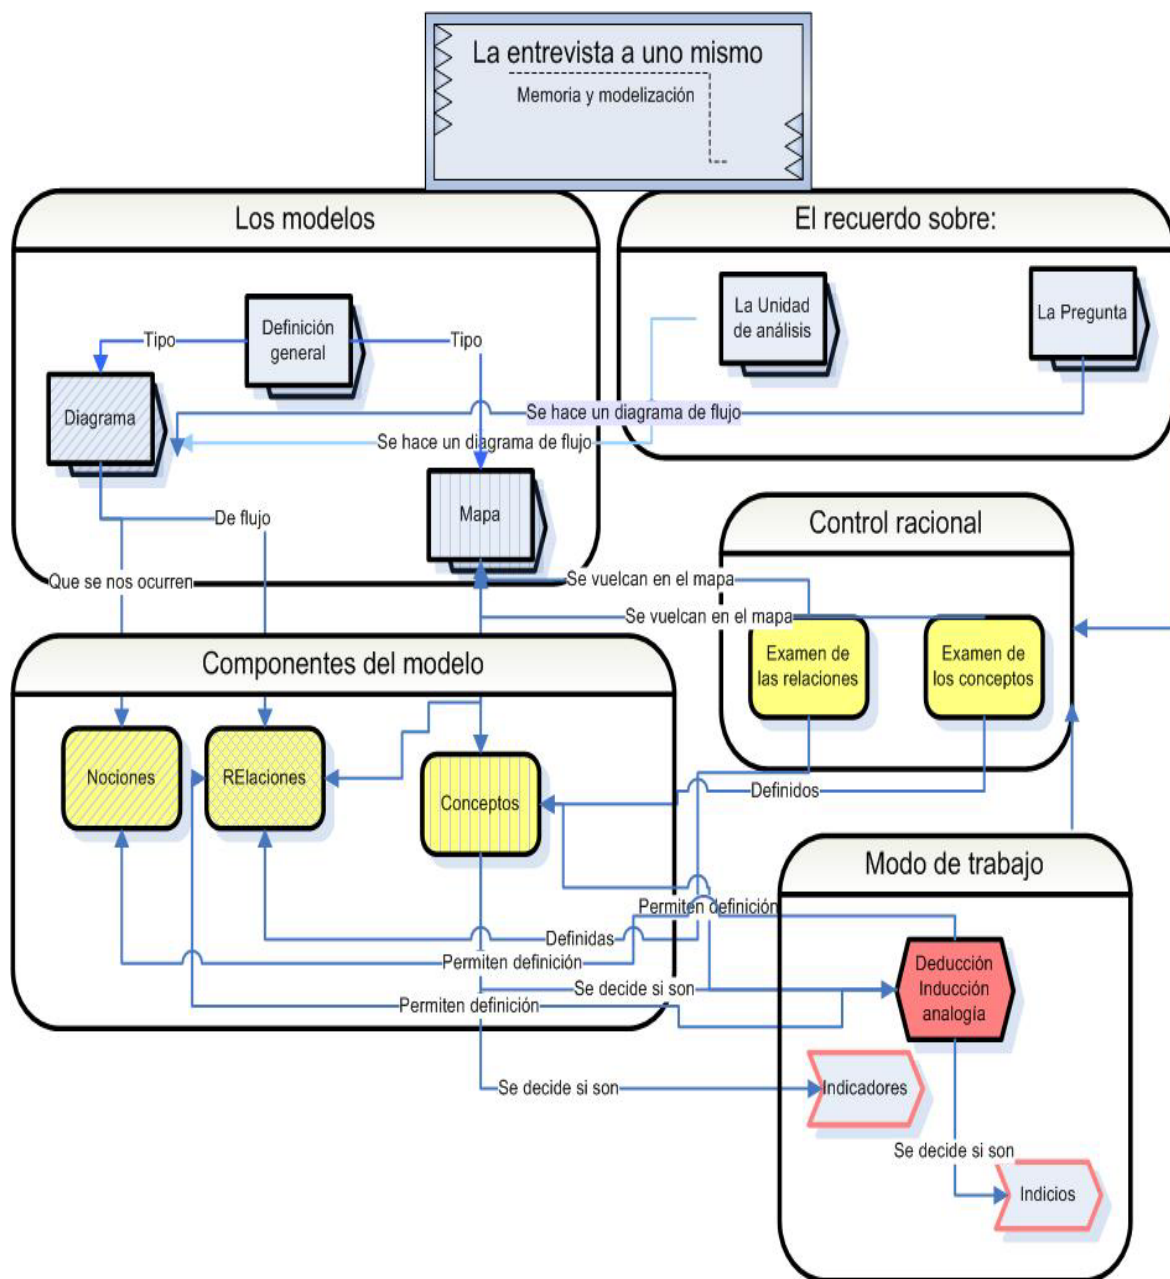 La entrevista a uno mismo
Memoria y modelización
Los modelos
El recuerdo sobre:
Definición
general
La Unidad
de análisis
La Pregunta
Tipo
Tipo
Diagrama
Se hace un diagrama de flujo
Se hace un diagrama de flujo
Mapa
De flujo
Control racional
Que se nos ocurren
Se vuelcan en el mapa
Se vuelcan en el mapa
Componentes del modelo
Examen de
las relaciones
Examen de
los conceptos
Nociones
RElaciones
Conceptos
Definidos
Modo de trabajo
Permiten definición
Definidas
Permiten definición
Deducción
Inducción
analogía
Se decide si son
Permiten definición
Se decide si son
Indicadores
Se decide si son
Indicios